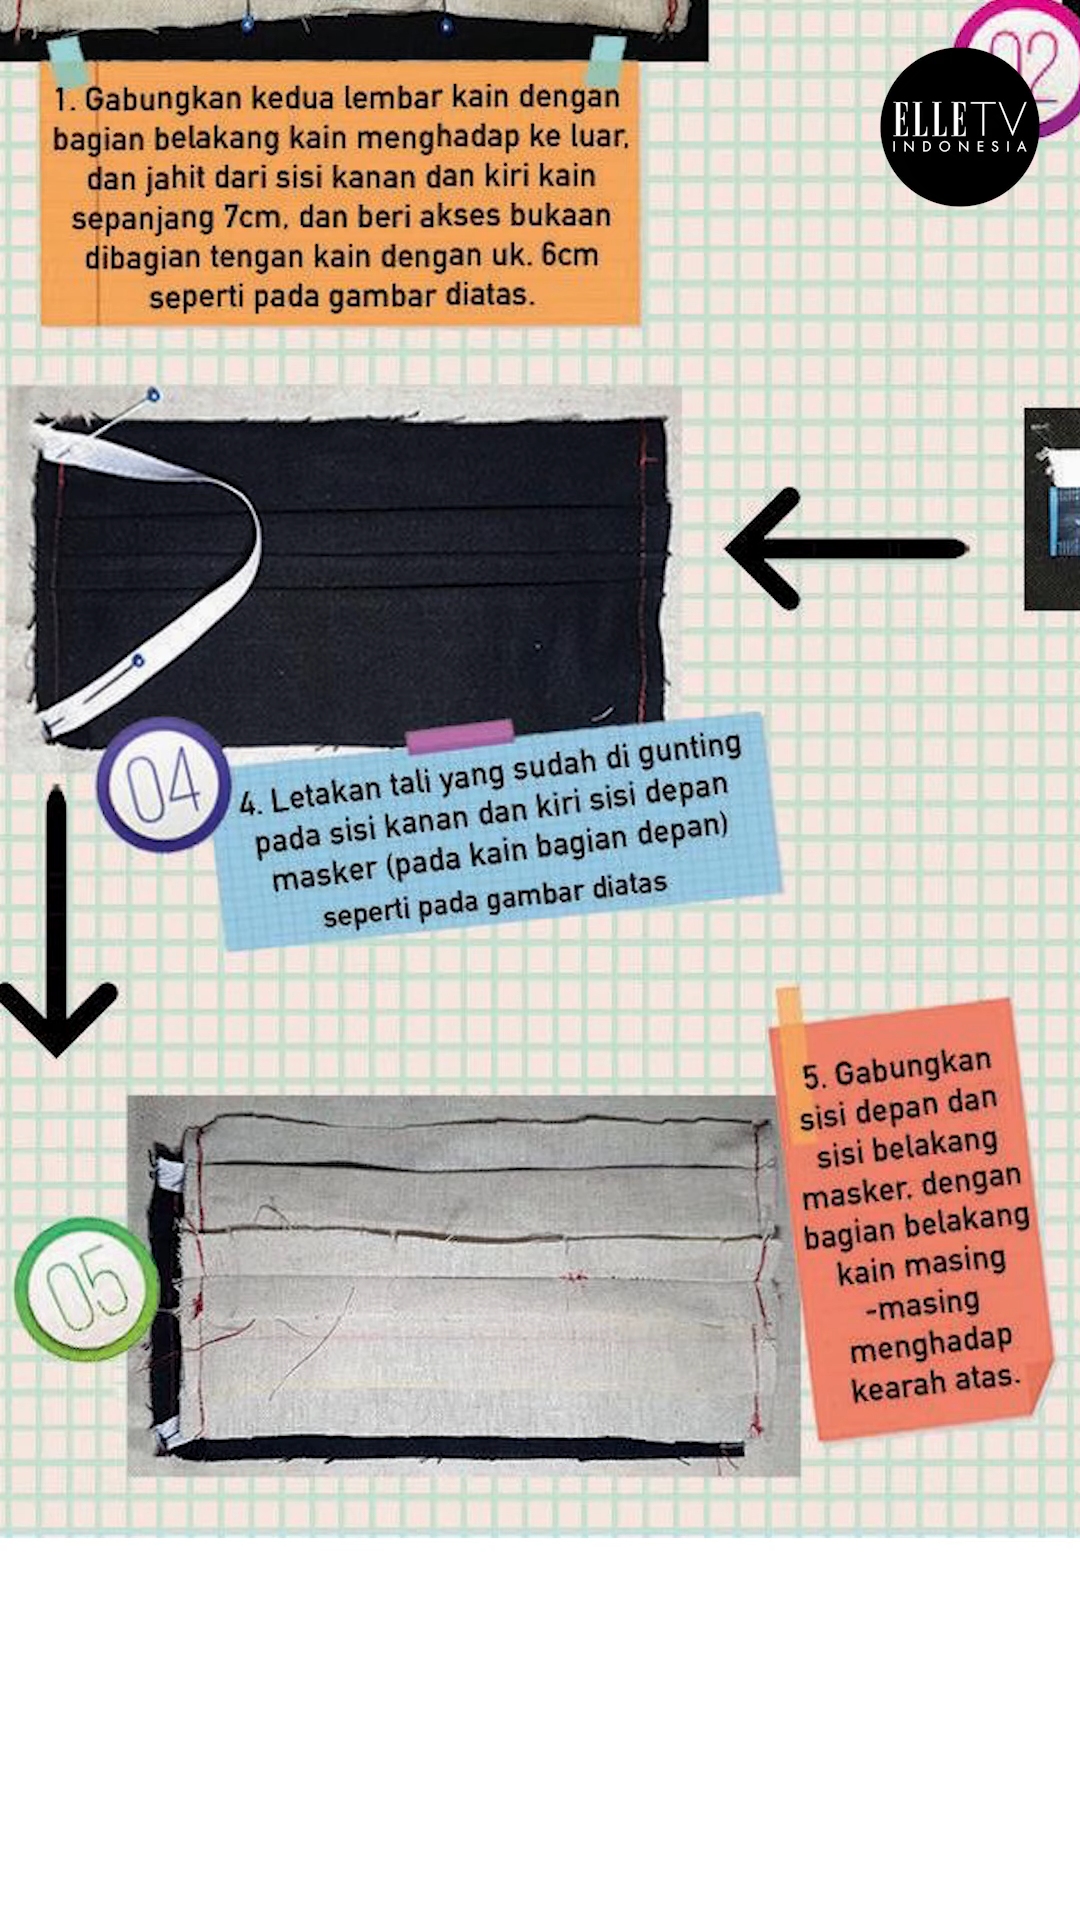 02
ELLE TV
INDONESIA
1. Gabungkan kedua lembar kain dengan
bagian belakang kain menghadap ke luar,
dan jahit dari sisi kanan dan kiri kain
sepanjang 7cm, dan beri akses bukaan
dibagian tengan kain dengan uk. 6cm
seperti pada gambar diatas.
04
4. Letakan tali yang sudah di gunting
pada sisi kanan dan kiri sisi depan
masker (pada kain bagian depan)
seperti pada gambar diatas
05
5. Gabungkan
sisi depan dan
sisi belakang
masker. dengan
bagian belakang
kain masing
-masing
menghadap
kearah atas.